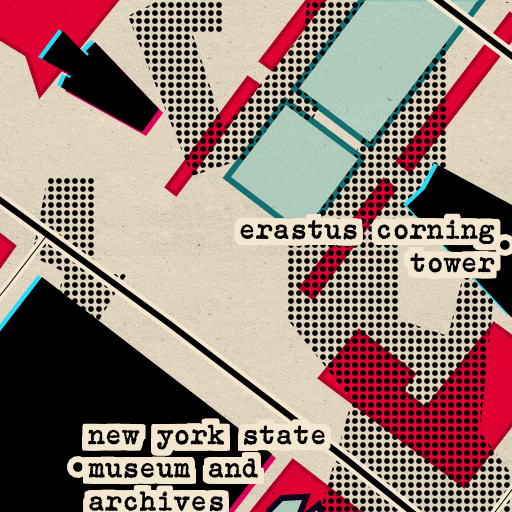 erastus corning
tower
new york state
museum and
archives